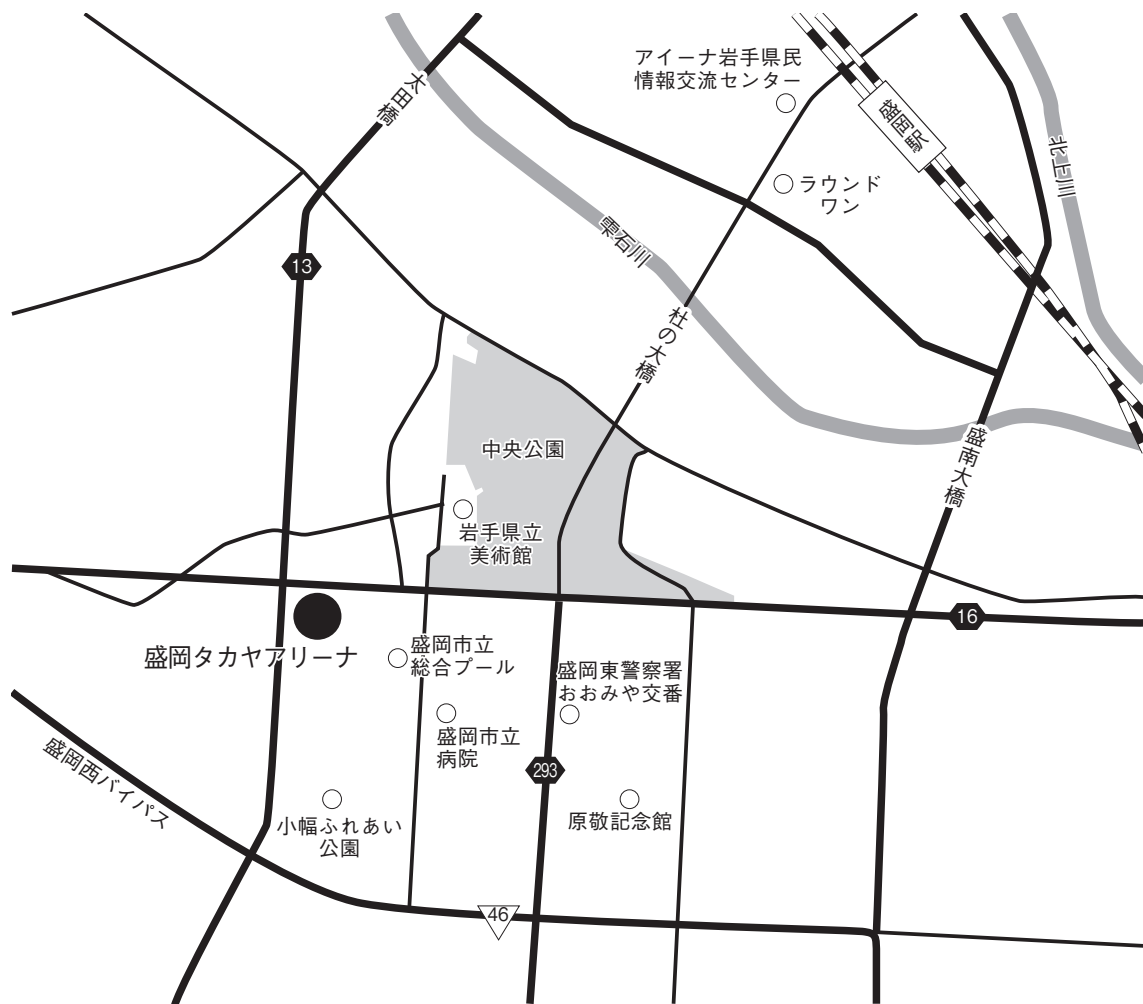 アイーナ岩手県民
情報交流センター
太田橋
盛岡駅
北上川
ラウンド
ワン
雫石川
13
杜の大橋
中央公園
盛南大橋
岩手県立
美術館
16
盛岡タカヤアリーナ
盛岡市立
総合プール
盛岡東警察署
おおみや交番
盛岡市立
病院
盛岡西バイパス
293
小幅ふれあい
公園
原敬記念館
46